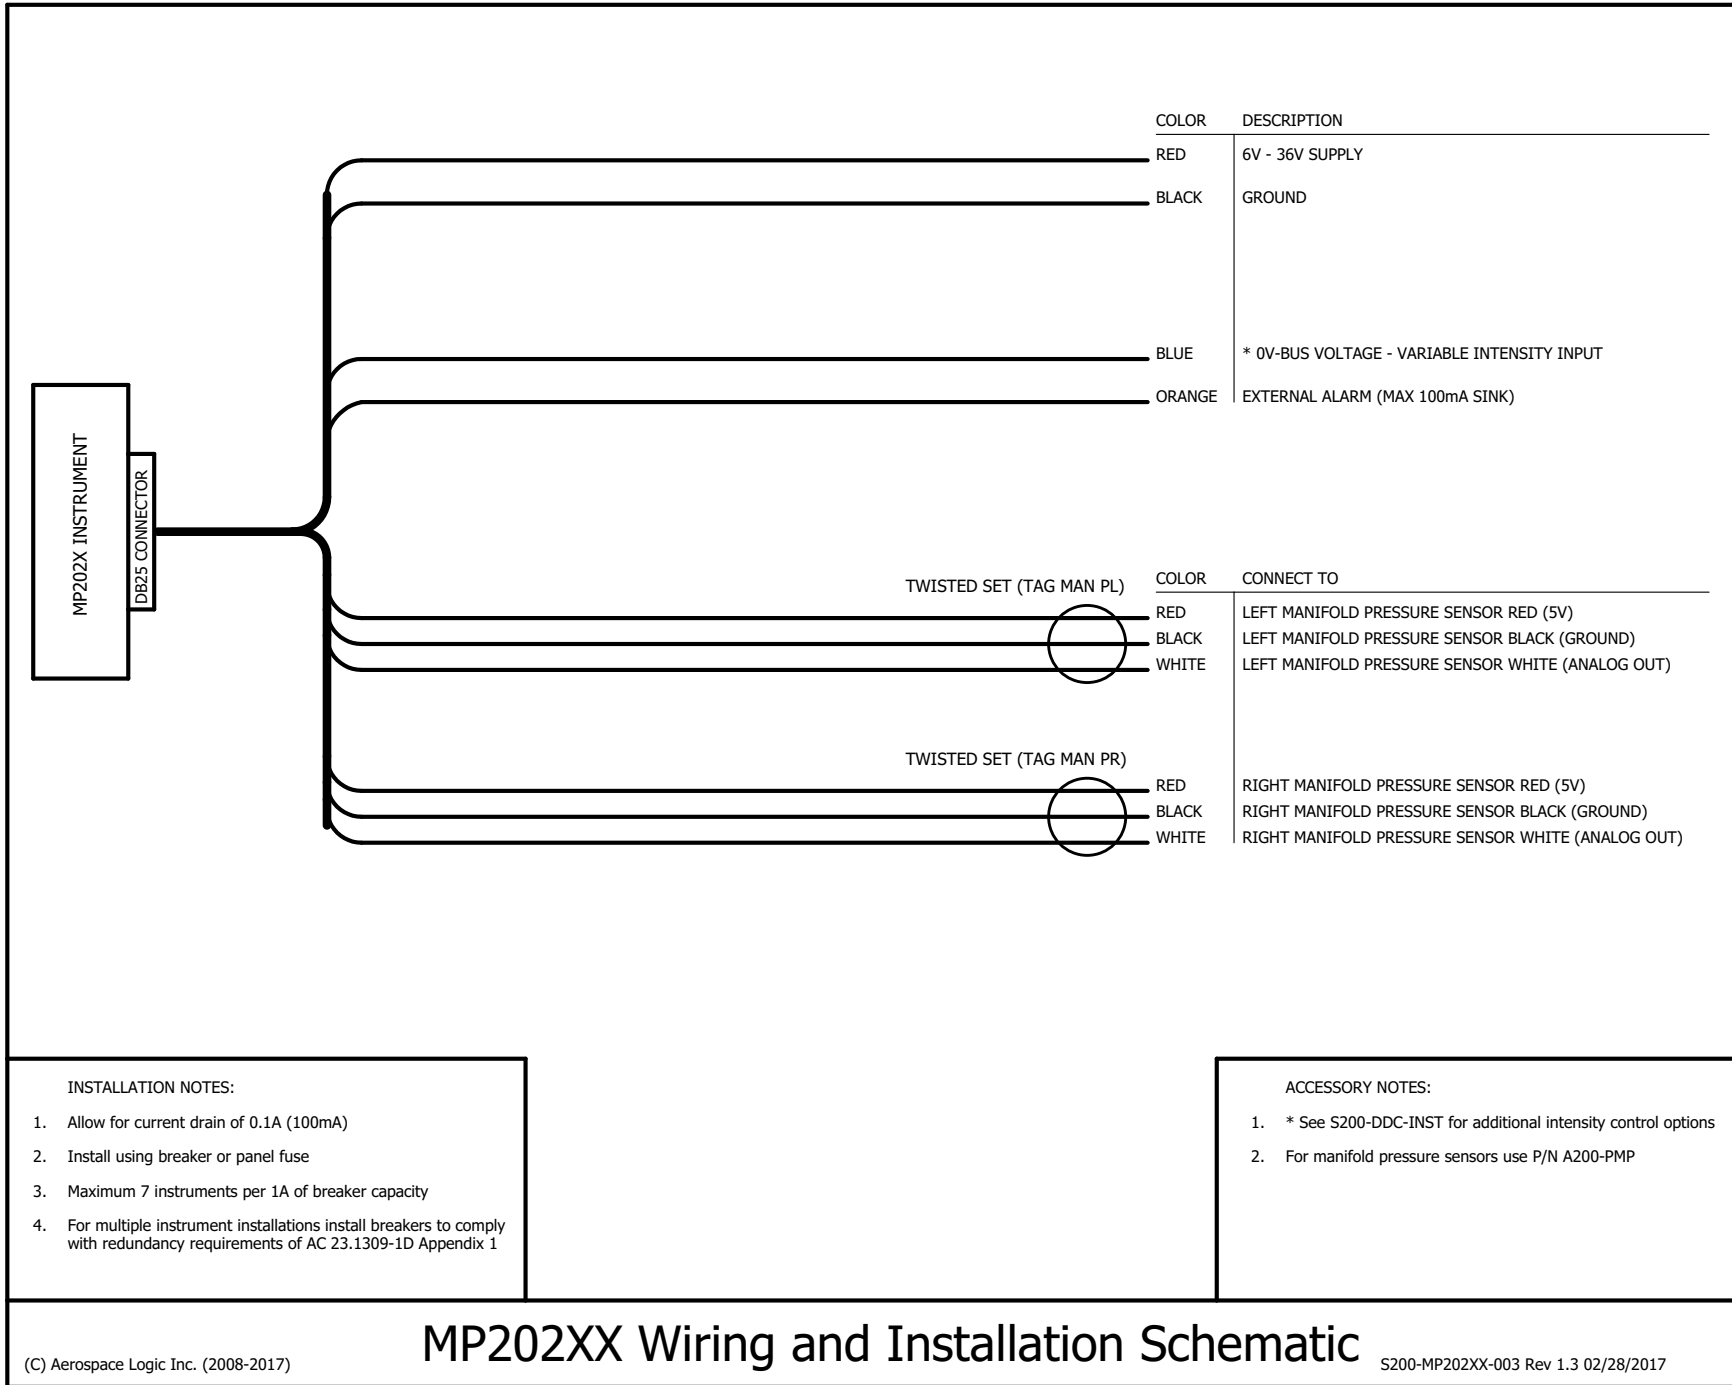 COLOR DESCRIPTION
RED 6V - 36V SUPPLY
BLACK GROUND
BLUE * 0V-BUS VOLTAGE - VARIABLE INTENSITY INPUT
ORANGE EXTERNAL ALARM (MAX 100mA SINK)
MP202X INSTRUMENT
DB25 CONNECTOR
TWISTED SET (TAG MAN PL)
COLOR CONNECT TO
RED LEFT MANIFOLD PRESSURE SENSOR RED (5V)
BLACK LEFT MANIFOLD PRESSURE SENSOR BLACK (GROUND)
WHITE LEFT MANIFOLD PRESSURE SENSOR WHITE (ANALOG OUT)
TWISTED SET (TAG MAN PR)
RED RIGHT MANIFOLD PRESSURE SENSOR RED (5V)
BLACK RIGHT MANIFOLD PRESSURE SENSOR BLACK (GROUND)
WHITE RIGHT MANIFOLD PRESSURE SENSOR WHITE (ANALOG OUT)
INSTALLATION NOTES:
1. Allow for current drain of 0.1A (100mA)
2. Install using breaker or panel fuse
3. Maximum 7 instruments per 1A of breaker capacity
4. For multiple instrument installations install breakers to comply
with redundancy requirements of AC 23.1309-1D Appendix 1
ACCESSORY NOTES:
1. * See S200-DDC-INST for additional intensity control options
2. For manifold pressure sensors use P/N A200-PMP
(C) Aerospace Logic Inc. (2008-2017)
MP202XX Wiring and Installation Schematic
S200-MP202XX-003 Rev 1.3 02/28/2017